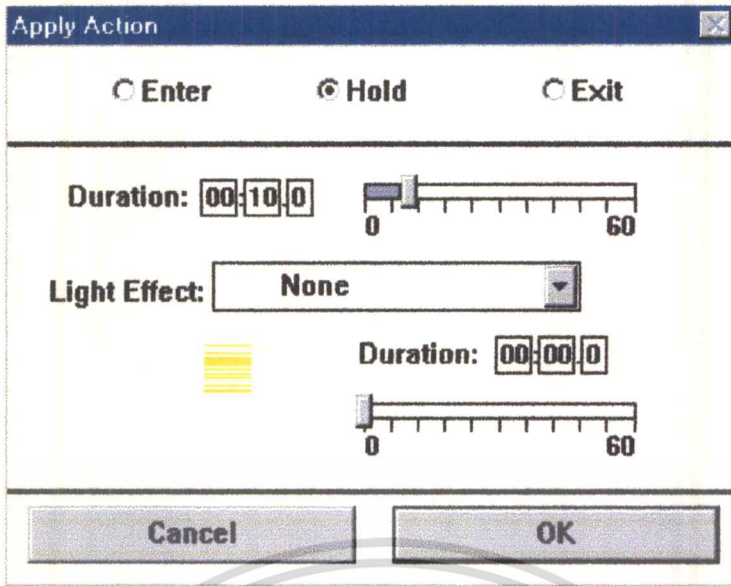 Apply Action
Enter Hold Exit
Duration: 00:10.0
0 60
Light Effect: None
Duration: 00:00.0
0 60
Cancel OK